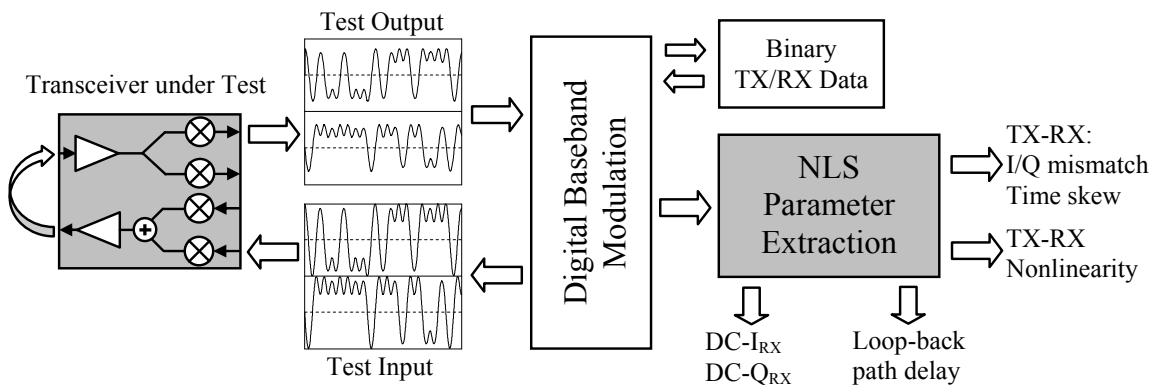 Test Output
Transceiver under Test
Digital Baseband
Modulation
Binary
TX/RX Data
NLS
Parameter
Extraction
TX-RX:
I/Q mismatch
Time skew
TX-RX
Nonlinearity
DC-I_RX
DC-Q_RX
Loop-back
path delay
Test Input